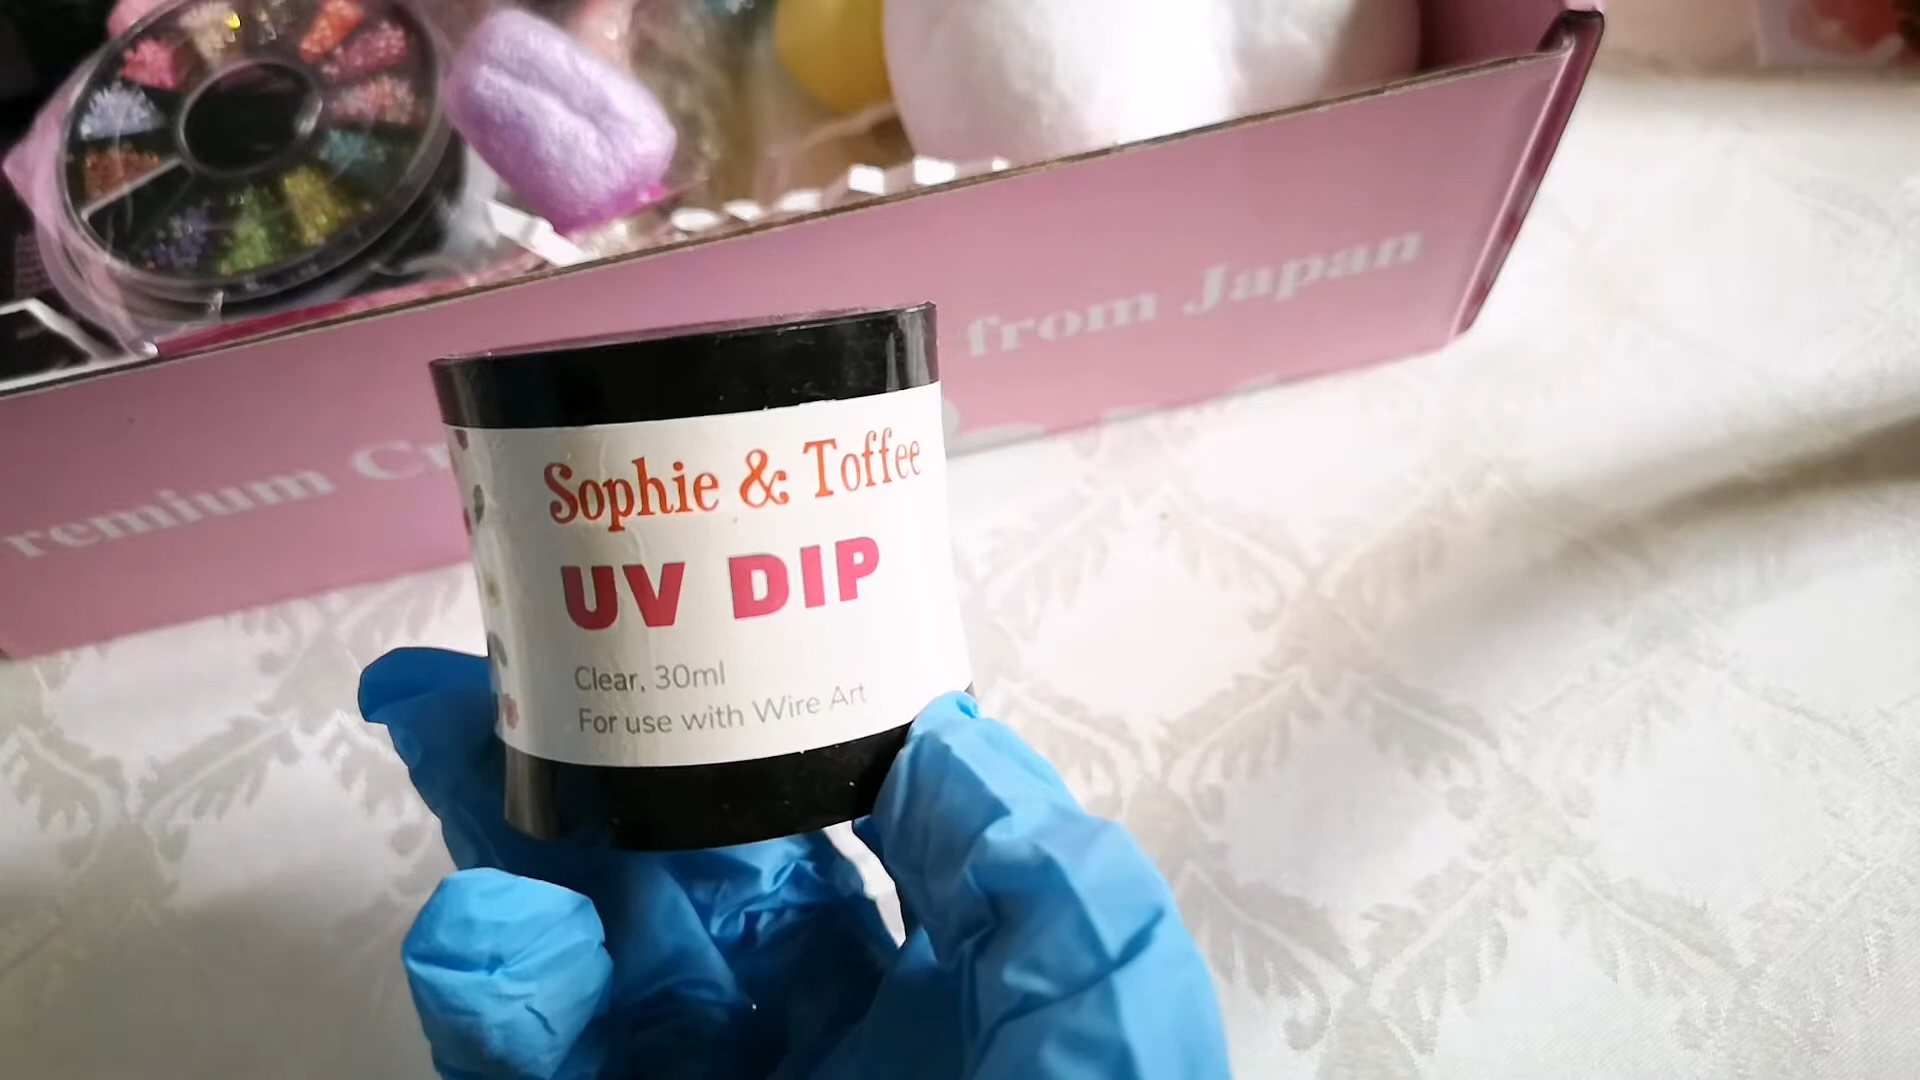 from Japan
remium Cr
Sophie & Toffee
UV DIP
Clear, 30ml
For use with Wire Art